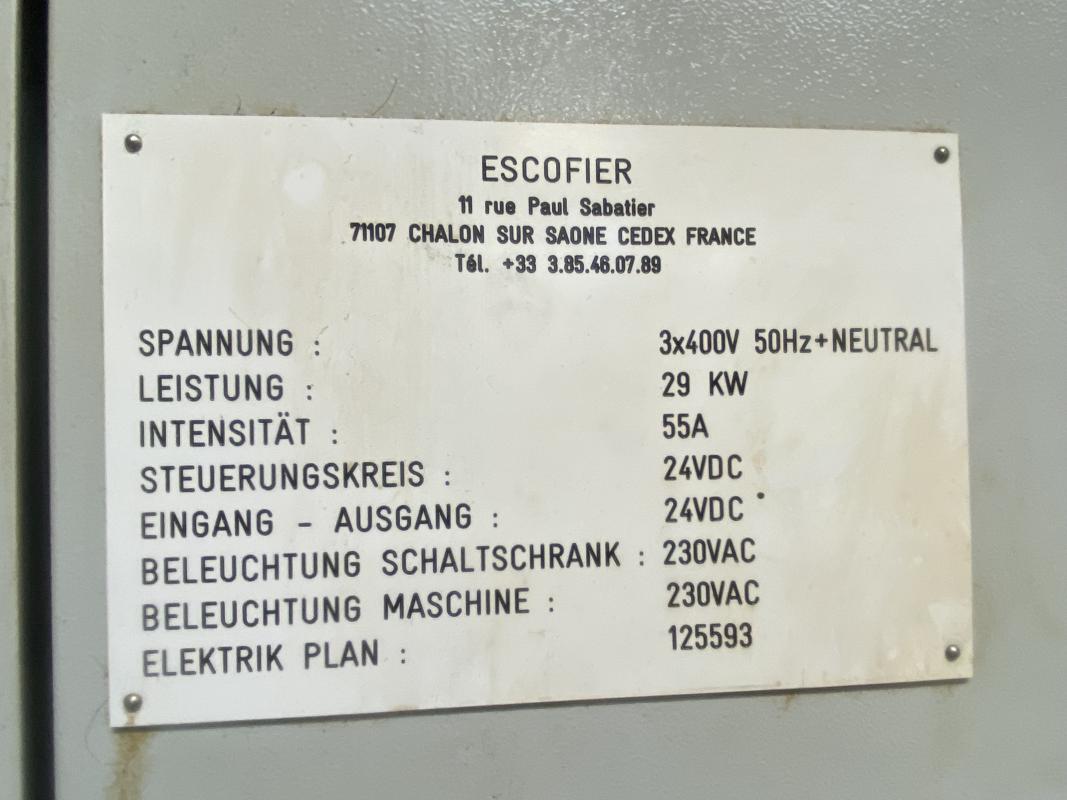 ESCOFIER
11 rue Paul Sabatier
71107 CHALON SUR SAONE CEDEX FRANCE
Tél. +33 3.85.46.07.89
SPANNUNG : 3x400V 50Hz+NEUTRAL
LEISTUNG : 29 KW
INTENSITÄT : 55A
STEUERUNGSKREIS : 24VDC
EINGANG - AUSGANG : 24VDC
BELEUCHTUNG SCHALTSCHRANK : 230VAC
BELEUCHTUNG MASCHINE : 230VAC
ELEKTRIK PLAN : 125593